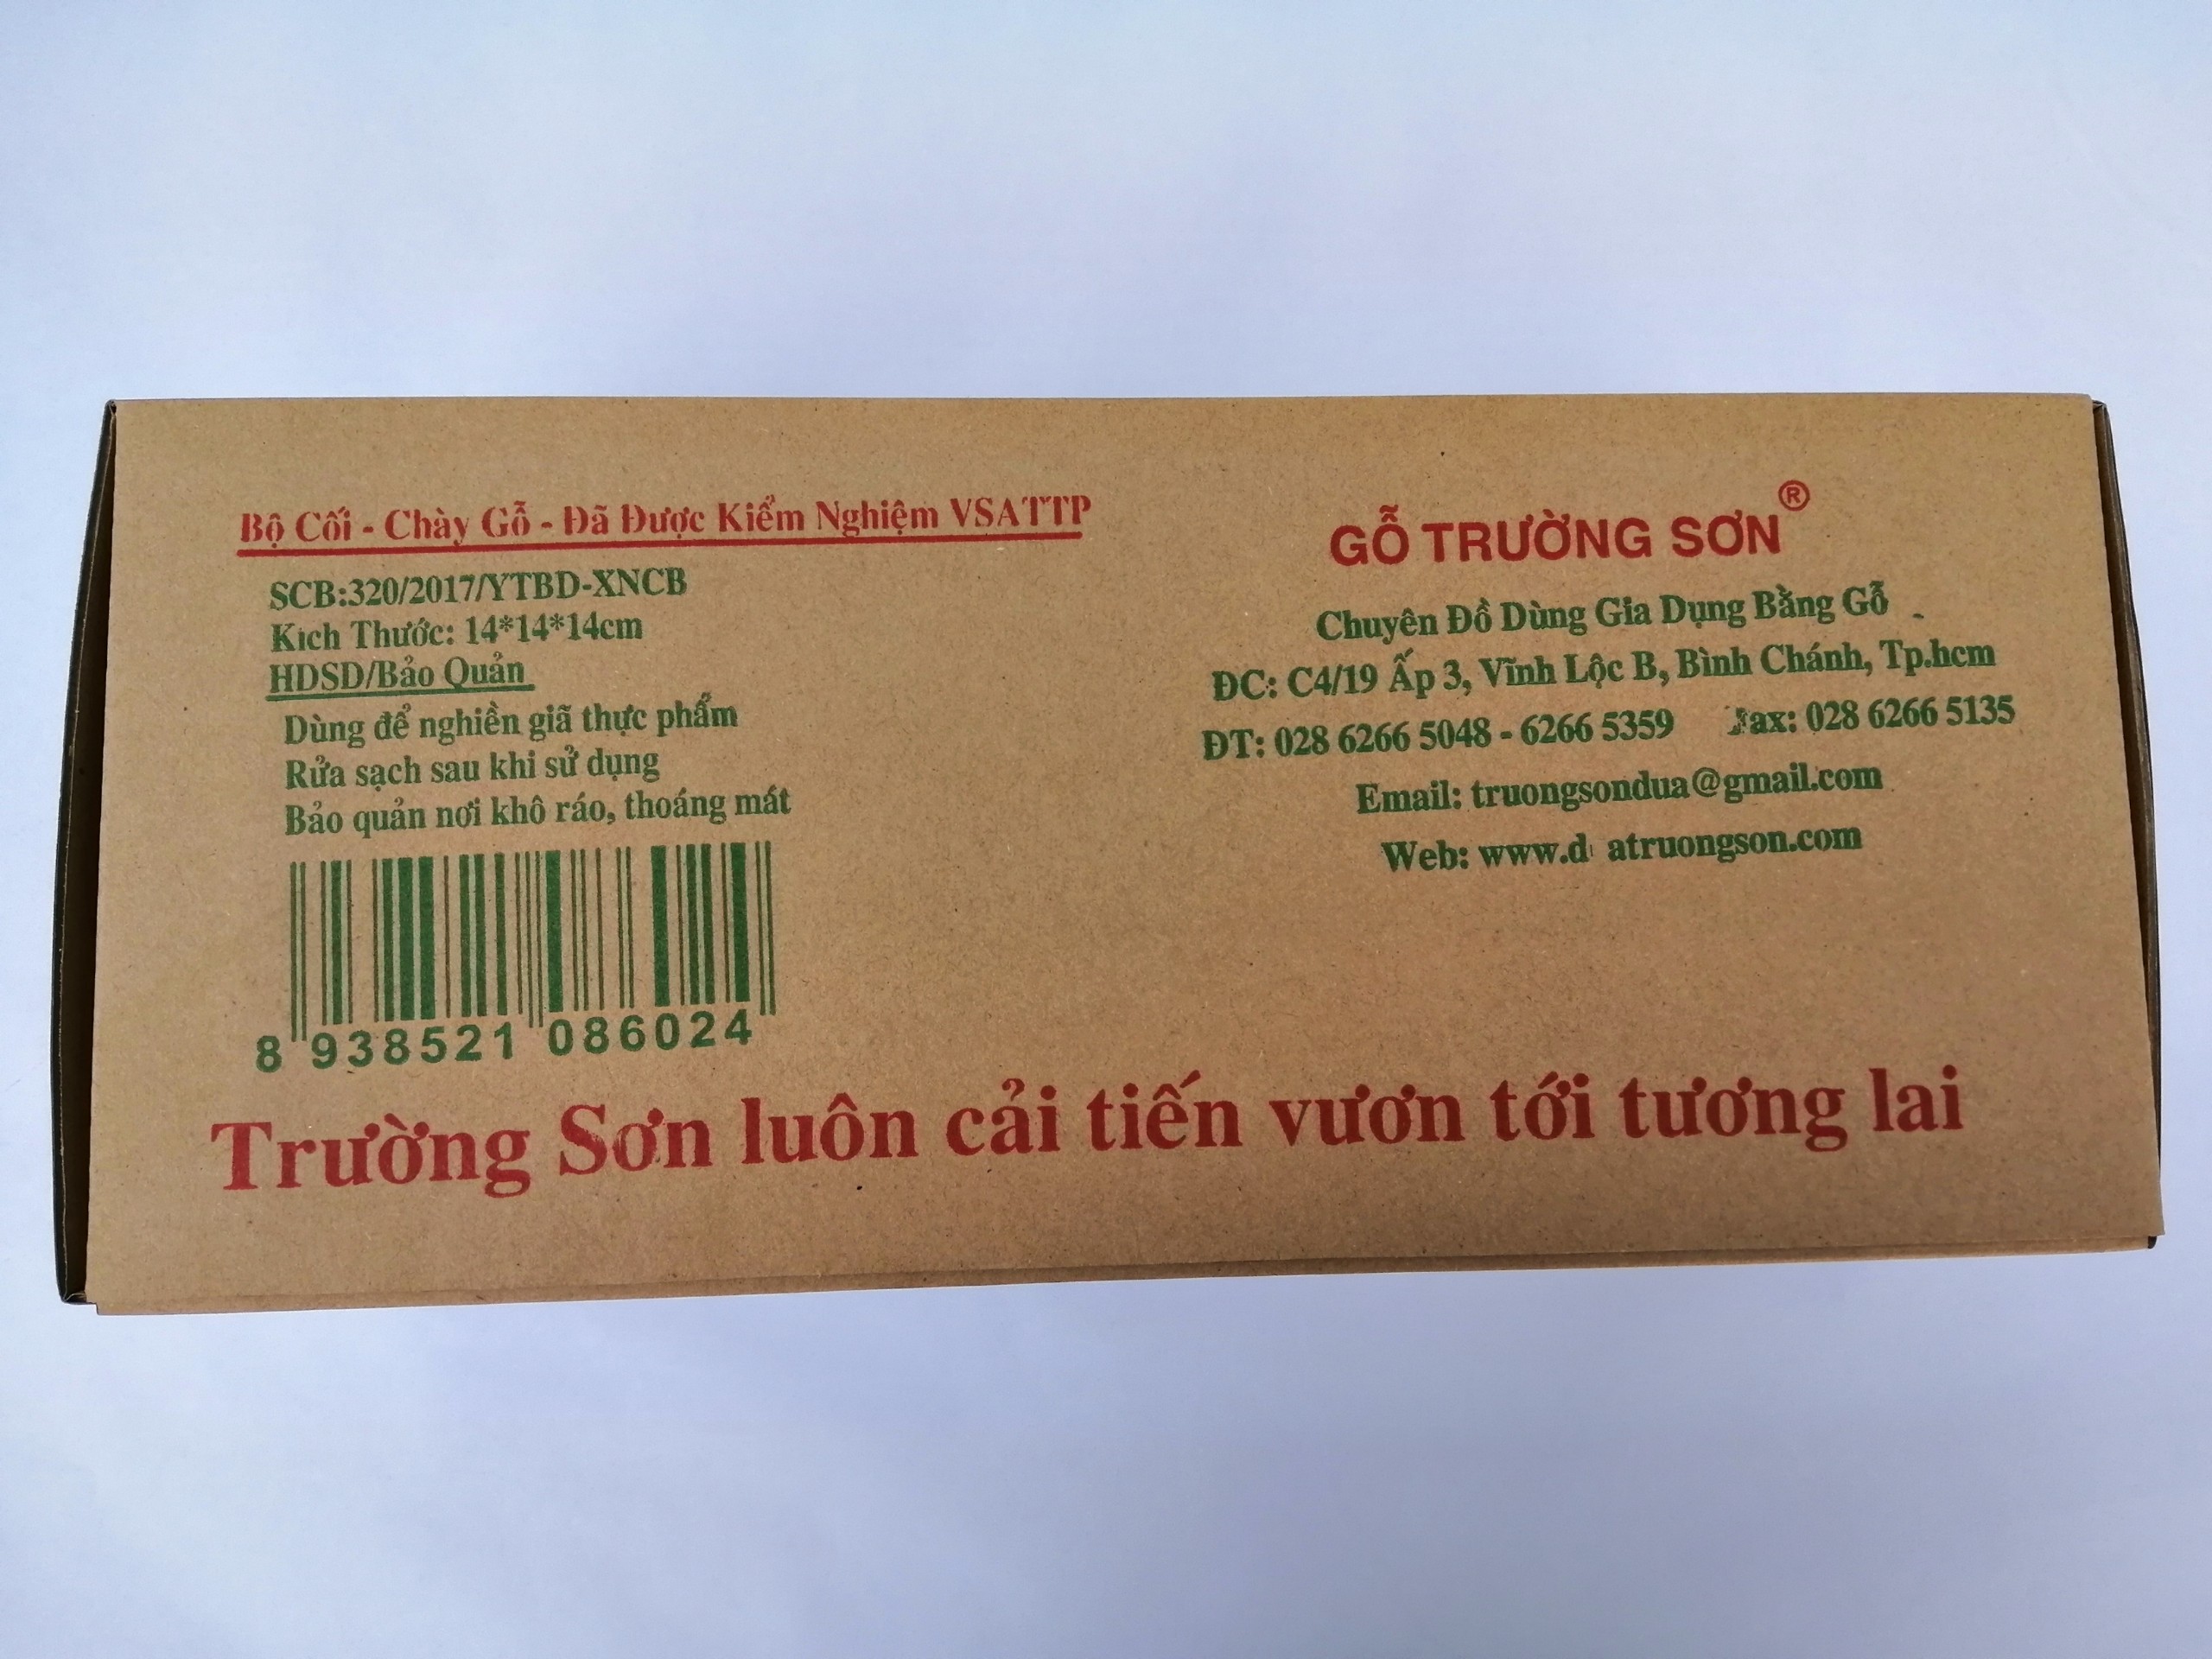 Bộ Cối - Chày Gỗ - Đã Được Kiểm Nghiệm VSATTP
SCB:320/2017/YTBD-XNCB
Kích Thước: 14*14*14cm
HDSD/Bảo Quản
Dùng để nghiền giã thực phẩm
Rửa sạch sau khi sử dụng
Bảo quản nơi khô ráo, thoáng mát
8 938521 086024
GỖ TRƯỜNG SƠN®
Chuyên Đồ Dùng Gia Dụng Bằng Gỗ
ĐC: C4/19 Ấp 3, Vĩnh Lộc B, Bình Chánh, Tp.hcm
ĐT: 028 6266 5048 - 6266 5359 Fax: 028 6266 5135
Email: truongsondua@gmail.com
Web:
Trường Sơn luôn cải tiến vươn tới tương lai